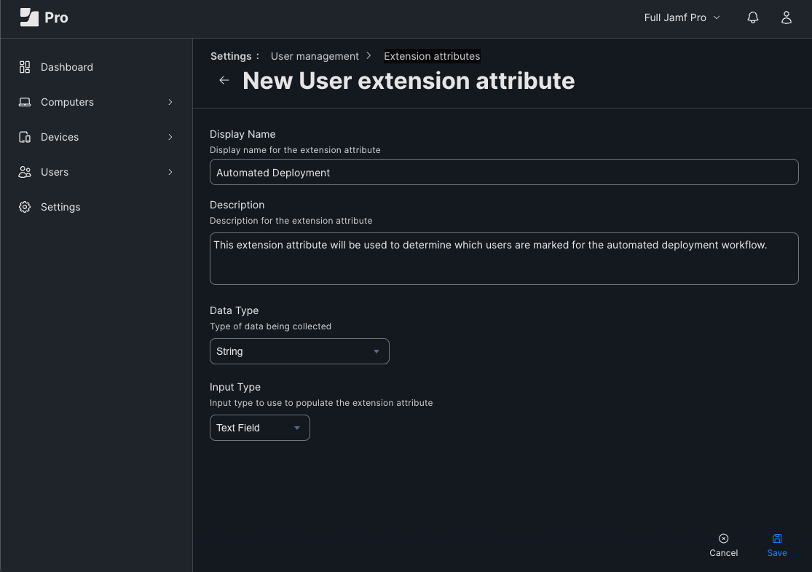 Pro
Full Jamf Pro
Dashboard
Computers
Devices
Users
Settings
Settings : User management > Extension attributes
← New User extension attribute
Display Name
Display name for the extension attribute
Automated Deployment
Description
Description for the extension attribute
This extension attribute will be used to determine which users are marked for the automated deployment workflow.
Data Type
Type of data being collected
String
Input Type
Input type to use to populate the extension attribute
Text Field
Cancel
Save